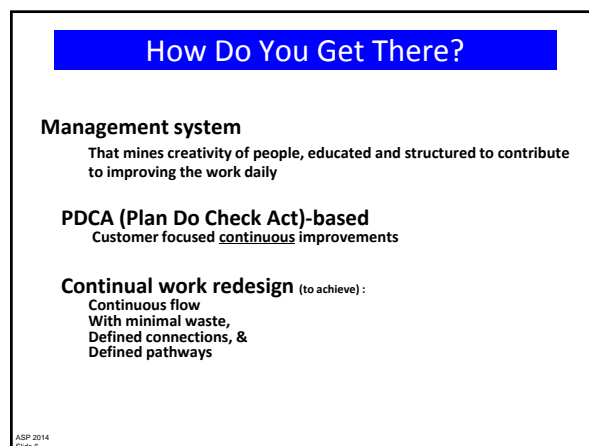 How Do You Get There?
Management system
That mines creativity of people, educated and structured to contribute
to improving the work daily
PDCA (Plan Do Check Act)-based
Customer focused continuous improvements
Continual work redesign (to achieve) :
Continuous flow
With minimal waste,
Defined connections, &
Defined pathways
ASP 2014